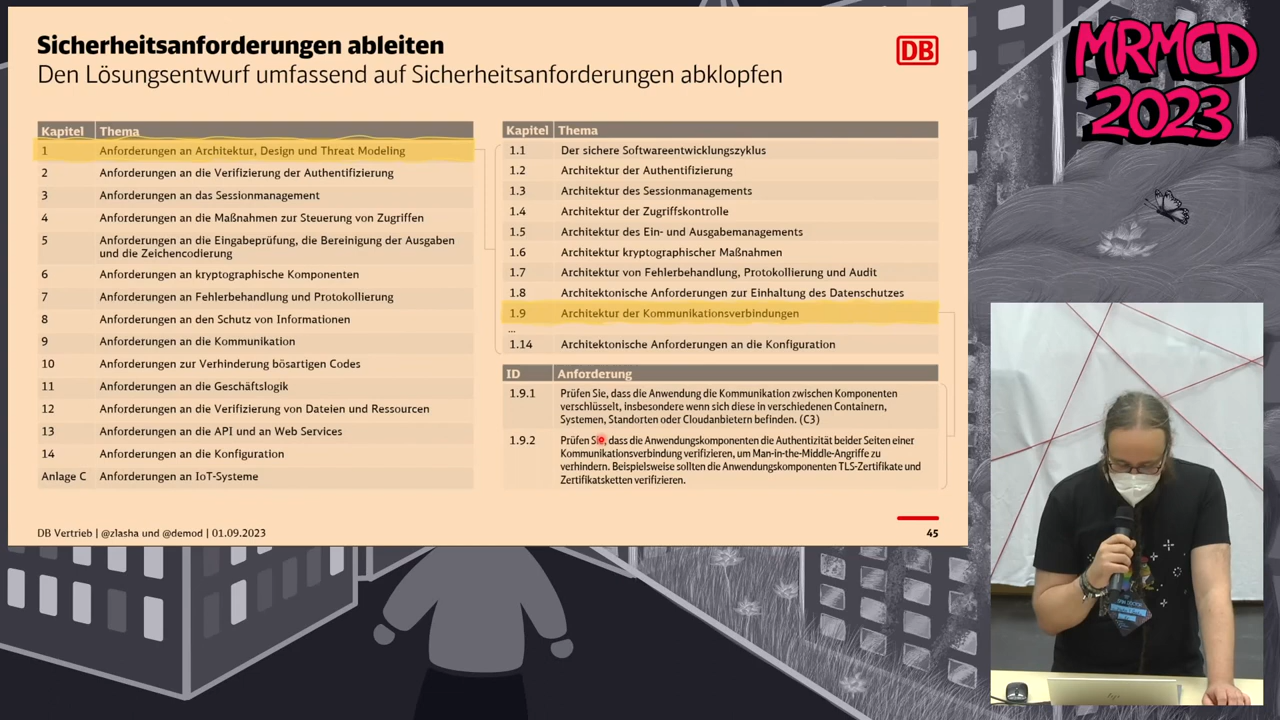 Sicherheitsanforderungen ableiten
Den Lösungsentwurf umfassend auf Sicherheitsanforderungen abklopfen
DB
MRMCD
2023
Kapitel Thema
1 Anforderungen an Architektur, Design und Threat Modeling
2 Anforderungen an die Verifizierung der Authentifizierung
3 Anforderungen an das Sessionmanagement
4 Anforderungen an die Maßnahmen zur Steuerung von Zugriffen
5 Anforderungen an die Eingabeprüfung, die Bereinigung der Ausgaben
und die Zeichencodierung
6 Anforderungen an kryptographische Komponenten
7 Anforderungen an Fehlerbehandlung und Protokollierung
8 Anforderungen an den Schutz von Informationen
9 Anforderungen an die Kommunikation
10 Anforderungen zur Verhinderung bösartigen Codes
11 Anforderungen an die Geschäftslogik
12 Anforderungen an die Verifizierung von Dateien und Ressourcen
13 Anforderungen an die API und an Web Services
14 Anforderungen an die Konfiguration
Anlage C Anforderungen an IoT-Systeme
Kapitel Thema
1.1 Der sichere Softwareentwicklungszyklus
1.2 Architektur der Authentifizierung
1.3 Architektur des Sessionmanagements
1.4 Architektur der Zugriffskontrolle
1.5 Architektur des Ein- und Ausgabemanagements
1.6 Architektur kryptographischer Maßnahmen
1.7 Architektur von Fehlerbehandlung, Protokollierung und Audit
1.8 Architektonische Anforderungen zur Einhaltung des Datenschutzes
1.9 Architektur der Kommunikationsverbindungen
...
1.14 Architektonische Anforderungen an die Konfiguration
ID Anforderung
1.9.1 Prüfen Sie, dass die Anwendung die Kommunikation zwischen Komponenten
verschlüsselt, insbesondere wenn sich diese in verschiedenen Containern,
Systemen, Standorten oder Cloudanbietern befinden. (C3)
1.9.2 Prüfen Sie, dass die Anwendungskomponenten die Authentizität beider Seiten einer
Kommunikationsverbindung verifizieren, um Man-in-the-Middle-Angriffe zu
verhindern. Beispielsweise sollten die Anwendungskomponenten TLS-Zertifikate und
Zertifikatsketten verifizieren.
DB Vertrieb | @zlasha und @demod | 01.09.2023
45